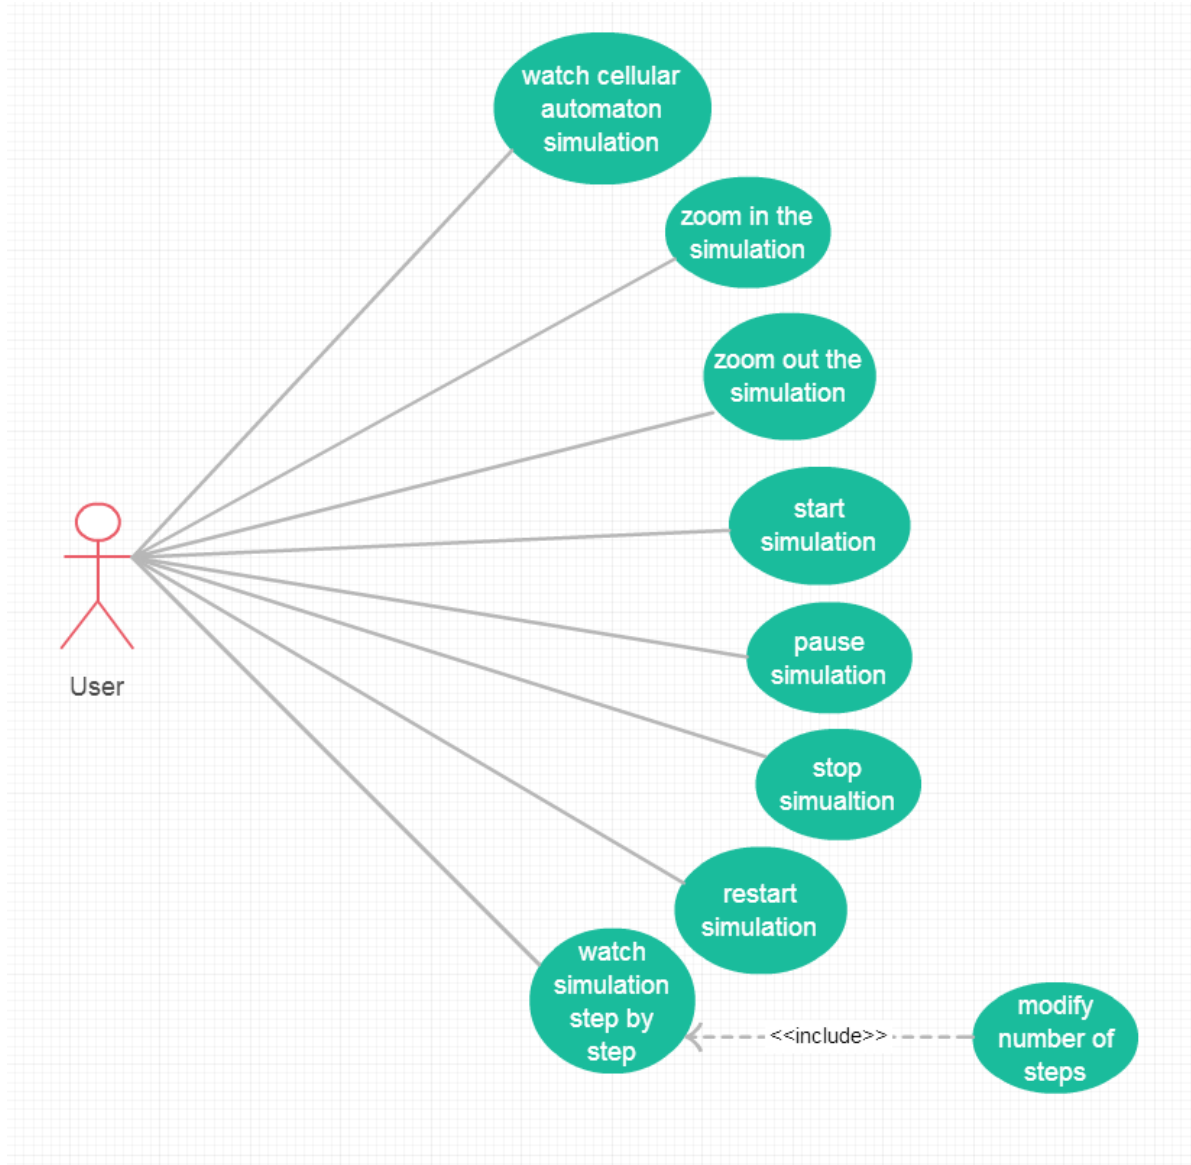 watch cellular
automaton
simulation
zoom in the
simulation
zoom out the
simulation
start
simulation
pause
simulation
User
stop
simualtion
restart
simulation
watch
simulation
step by
step
<<include>>
modify
number of
steps